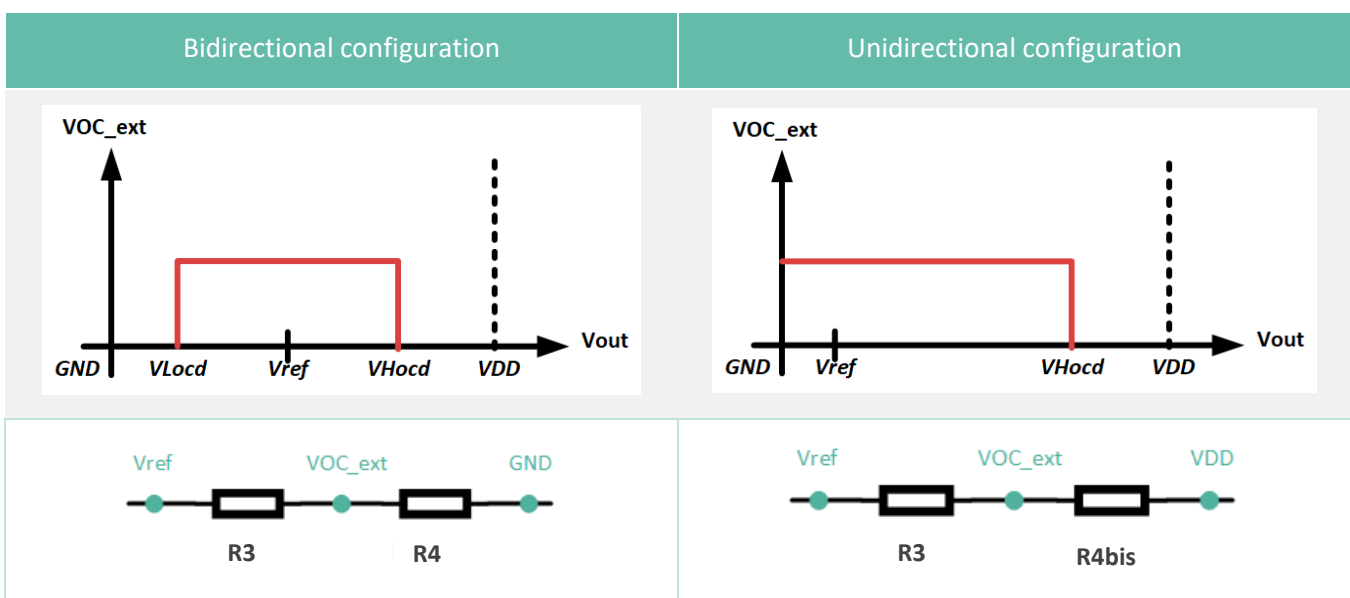 Bidirectional configuration
Unidirectional configuration
VOC_ext
Vout
GND VLocd Vref VHocd VDD
VOC_ext
Vout
GND Vref VHocd VDD
Vref VOC_ext GND
R3 R4
Vref VOC_ext VDD
R3 R4bis